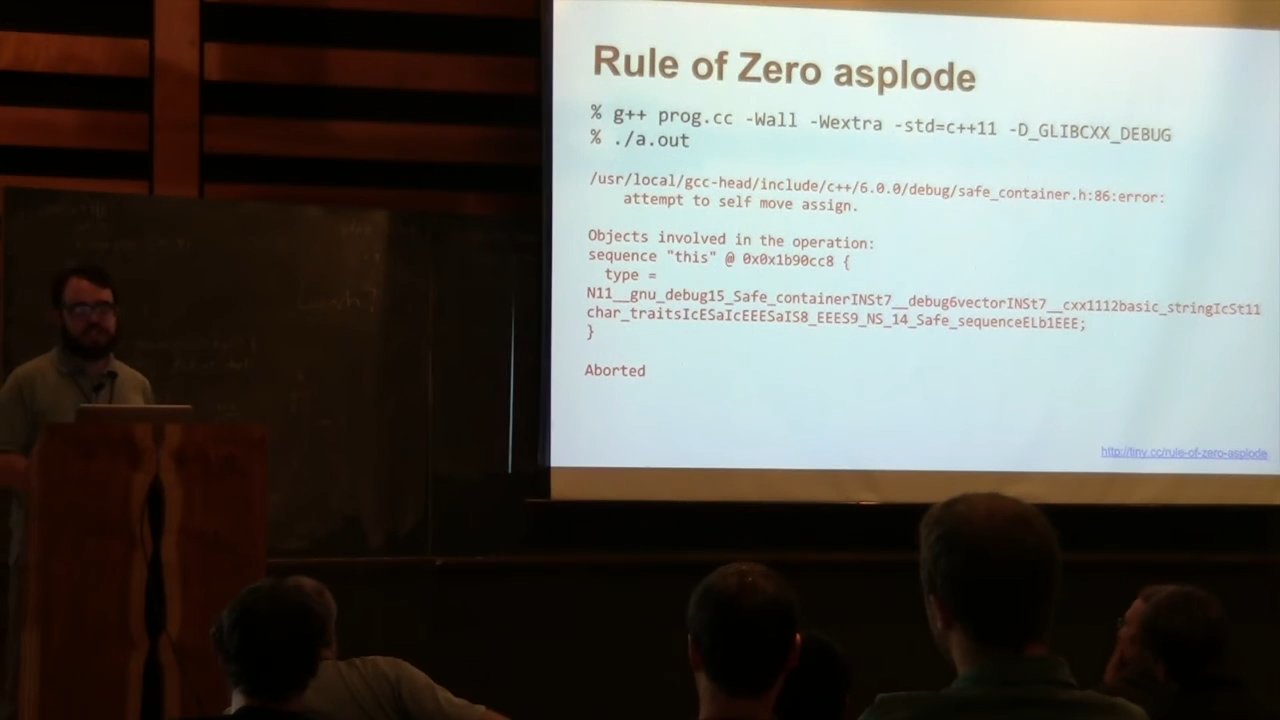 Rule of Zero asplode
% g++ prog.cc -Wall -Wextra -std=c++11 -D_GLIBCXX_DEBUG
% ./a.out
/usr/local/gcc-head/include/c++/6.0.0/debug/safe_container.h:86:error:
attempt to self move assign.
Objects involved in the operation:
sequence "this" @ 0x0x1b90cc8 {
type =
N11__gnu_debug15_Safe_containerINSt7__debug6vectorINSt7__cxx1112basic_stringIcSt11
char_traitsIcESaIcEEESaIS8_EEES9_NS_14_Safe_sequenceELb1EEE;
}
Aborted
http://tiny.cc/rule-of-zero-asplode